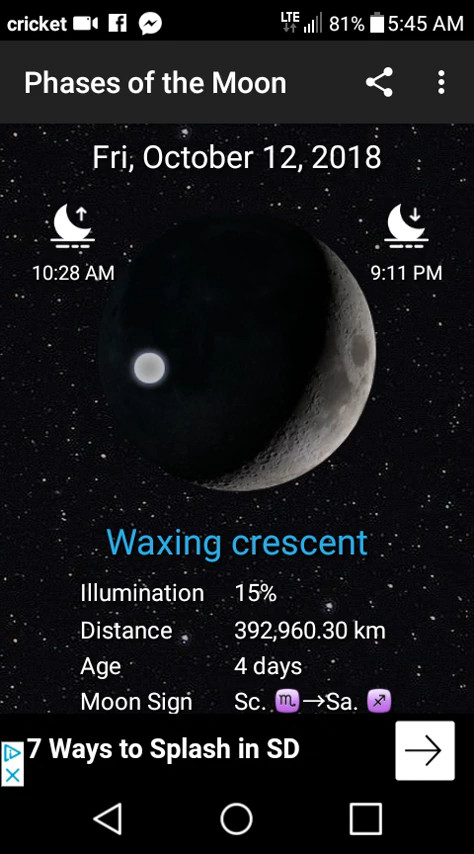 cricket LTE 81% 5:45 AM
Phases of the Moon
Fri, October 12, 2018
10:28 AM 9:11 PM
Waxing crescent
Illumination 15%
Distance 392,960.30 km
Age 4 days
Moon Sign Sc. ♏→Sa. ♐
7 Ways to Splash in SD